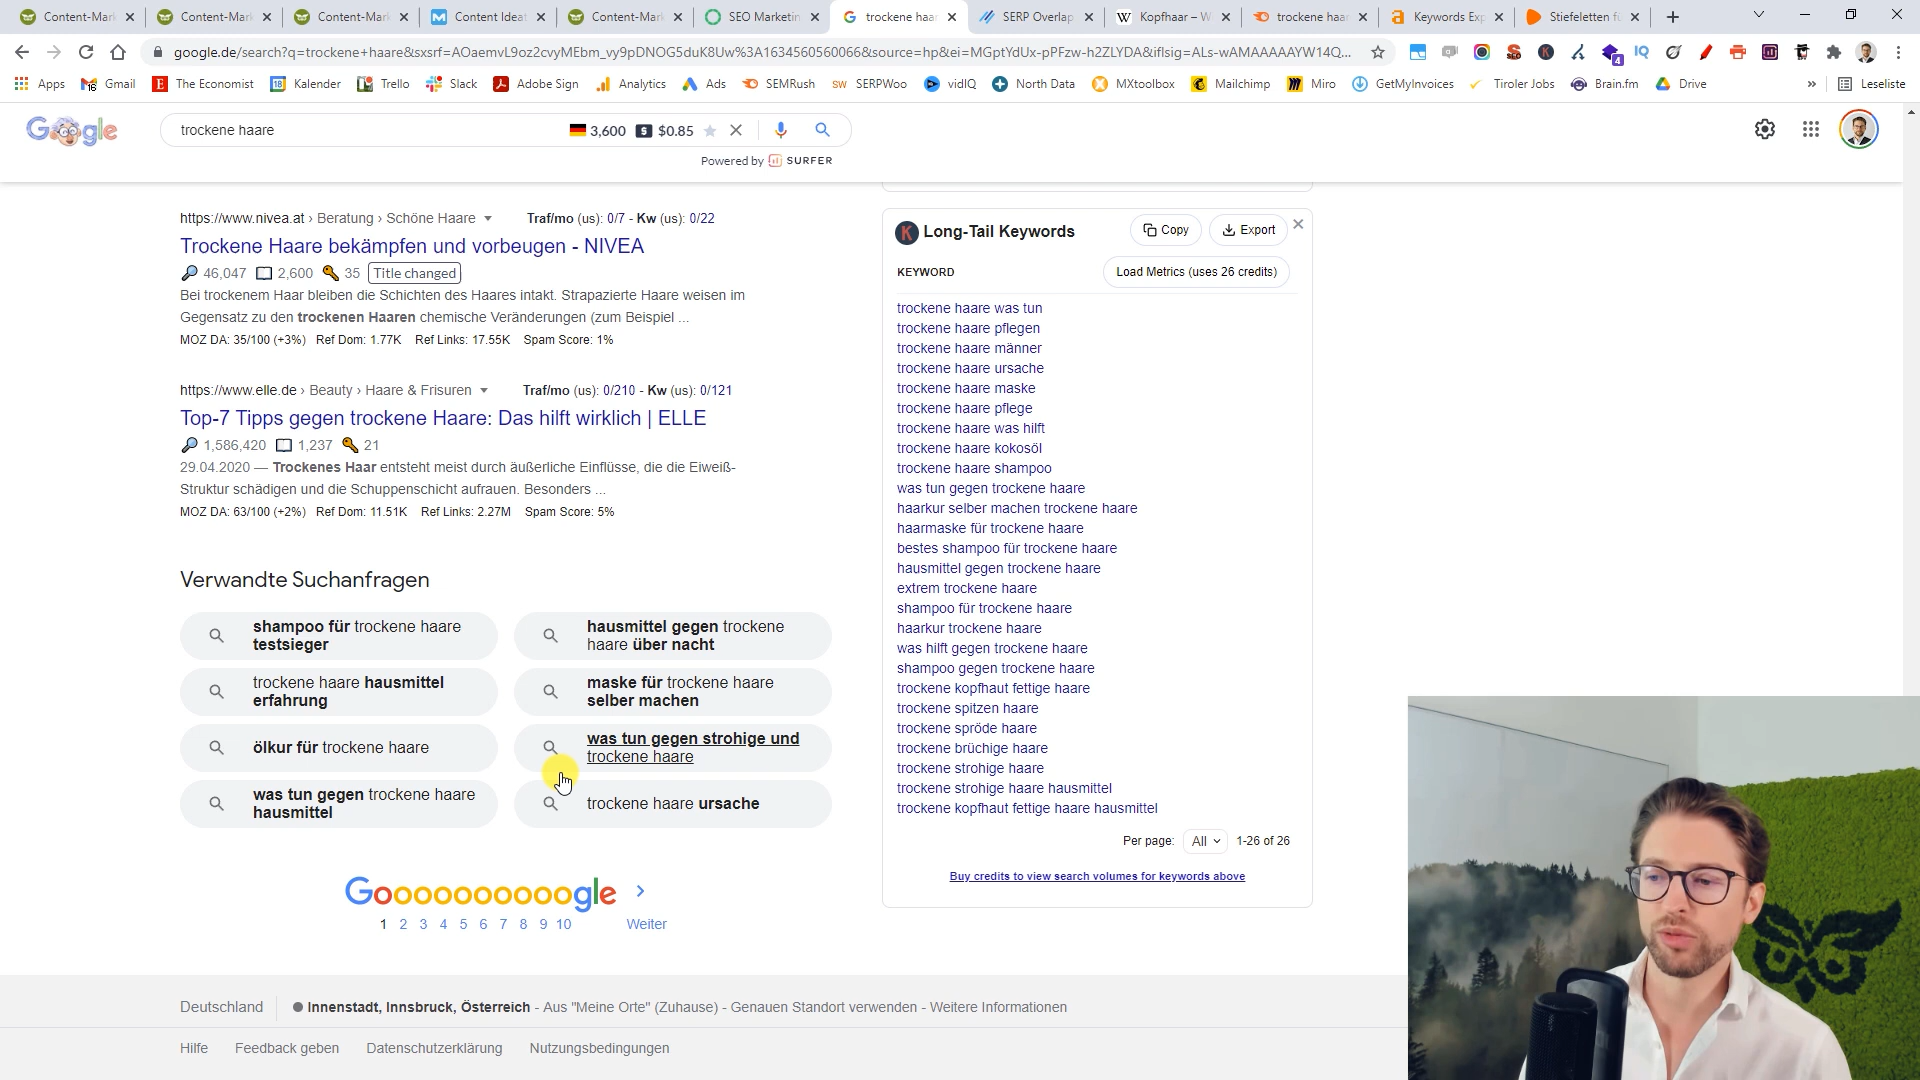 Content-Mar
Content-Mar
Content-Mar
Content Ideat
Content-Mar
SEO Marketin
trockene haar
SERP Overlap
Kopfhaar – W
trockene haar
Keywords Exp
Stiefeletten fü
google.de/search?q=trockene+haare&sxsrf=AOaemvL9oz2cvyMEbm_vy9pDNOG5duK8Uw%3A1634560560066&source=hp&ei=MGptYdUx-pPFzw-h2ZLYDA&iflsig=ALs-wAMAAAAAYW14Q...
Apps
Gmail
The Economist
Kalender
Trello
Slack
Adobe Sign
Analytics
Ads
SEMRush
SERPWoo
vidIQ
North Data
MXtoolbox
Mailchimp
Miro
GetMyInvoices
Tiroler Jobs
Brain.fm
Drive
»
Leseliste
Google
trockene haare
3,600
$0.85
Powered by SURFER
https://www.nivea.at › Beratung › Schöne Haare
Traf/mo (us): 0/7 - Kw (us): 0/22
Trockene Haare bekämpfen und vorbeugen - NIVEA
46,047
2,600
35
Title changed
Bei trockenem Haar bleiben die Schichten des Haares intakt. Strapazierte Haare weisen im
Gegensatz zu den trockenen Haaren chemische Veränderungen (zum Beispiel ...
MOZ DA: 35/100 (+3%) Ref Dom: 1.77K Ref Links: 17.55K Spam Score: 1%
https://www.elle.de › Beauty › Haare & Frisuren
Traf/mo (us): 0/210 - Kw (us): 0/121
Top-7 Tipps gegen trockene Haare: Das hilft wirklich | ELLE
1,586,420
1,237
21
29.04.2020 — Trockenes Haar entsteht meist durch äußerliche Einflüsse, die die Eiweiß-
Struktur schädigen und die Schuppenschicht aufrauen. Besonders ...
MOZ DA: 63/100 (+2%) Ref Dom: 11.51K Ref Links: 2.27M Spam Score: 5%
Verwandte Suchanfragen
shampoo für trockene haare
testsieger
hausmittel gegen trockene
haare über nacht
trockene haare hausmittel
erfahrung
maske für trockene haare
selber machen
ölkur für trockene haare
was tun gegen strohige und
trockene haare
was tun gegen trockene haare
hausmittel
trockene haare ursache
Goooooooooogle
1 2 3 4 5 6 7 8 9 10
Weiter
Long-Tail Keywords
Copy
Export
KEYWORD
Load Metrics (uses 26 credits)
trockene haare was tun
trockene haare pflegen
trockene haare männer
trockene haare ursache
trockene haare maske
trockene haare pflege
trockene haare was hilft
trockene haare kokosöl
trockene haare shampoo
was tun gegen trockene haare
haarkur selber machen trockene haare
haarmaske für trockene haare
bestes shampoo für trockene haare
hausmittel gegen trockene haare
extrem trockene haare
shampoo für trockene haare
haarkur trockene haare
was hilft gegen trockene haare
shampoo gegen trockene haare
trockene kopfhaut fettige haare
trockene spitzen haare
trockene spröde haare
trockene brüchige haare
trockene strohige haare
trockene strohige haare hausmittel
trockene kopfhaut fettige haare hausmittel
Per page: All 1-26 of 26
Buy credits to view search volumes for keywords above
Deutschland
Innenstadt, Innsbruck, Österreich - Aus "Meine Orte" (Zuhause) - Genauen Standort verwenden - Weitere Informationen
Hilfe
Feedback geben
Datenschutzerklärung
Nutzungsbedingungen